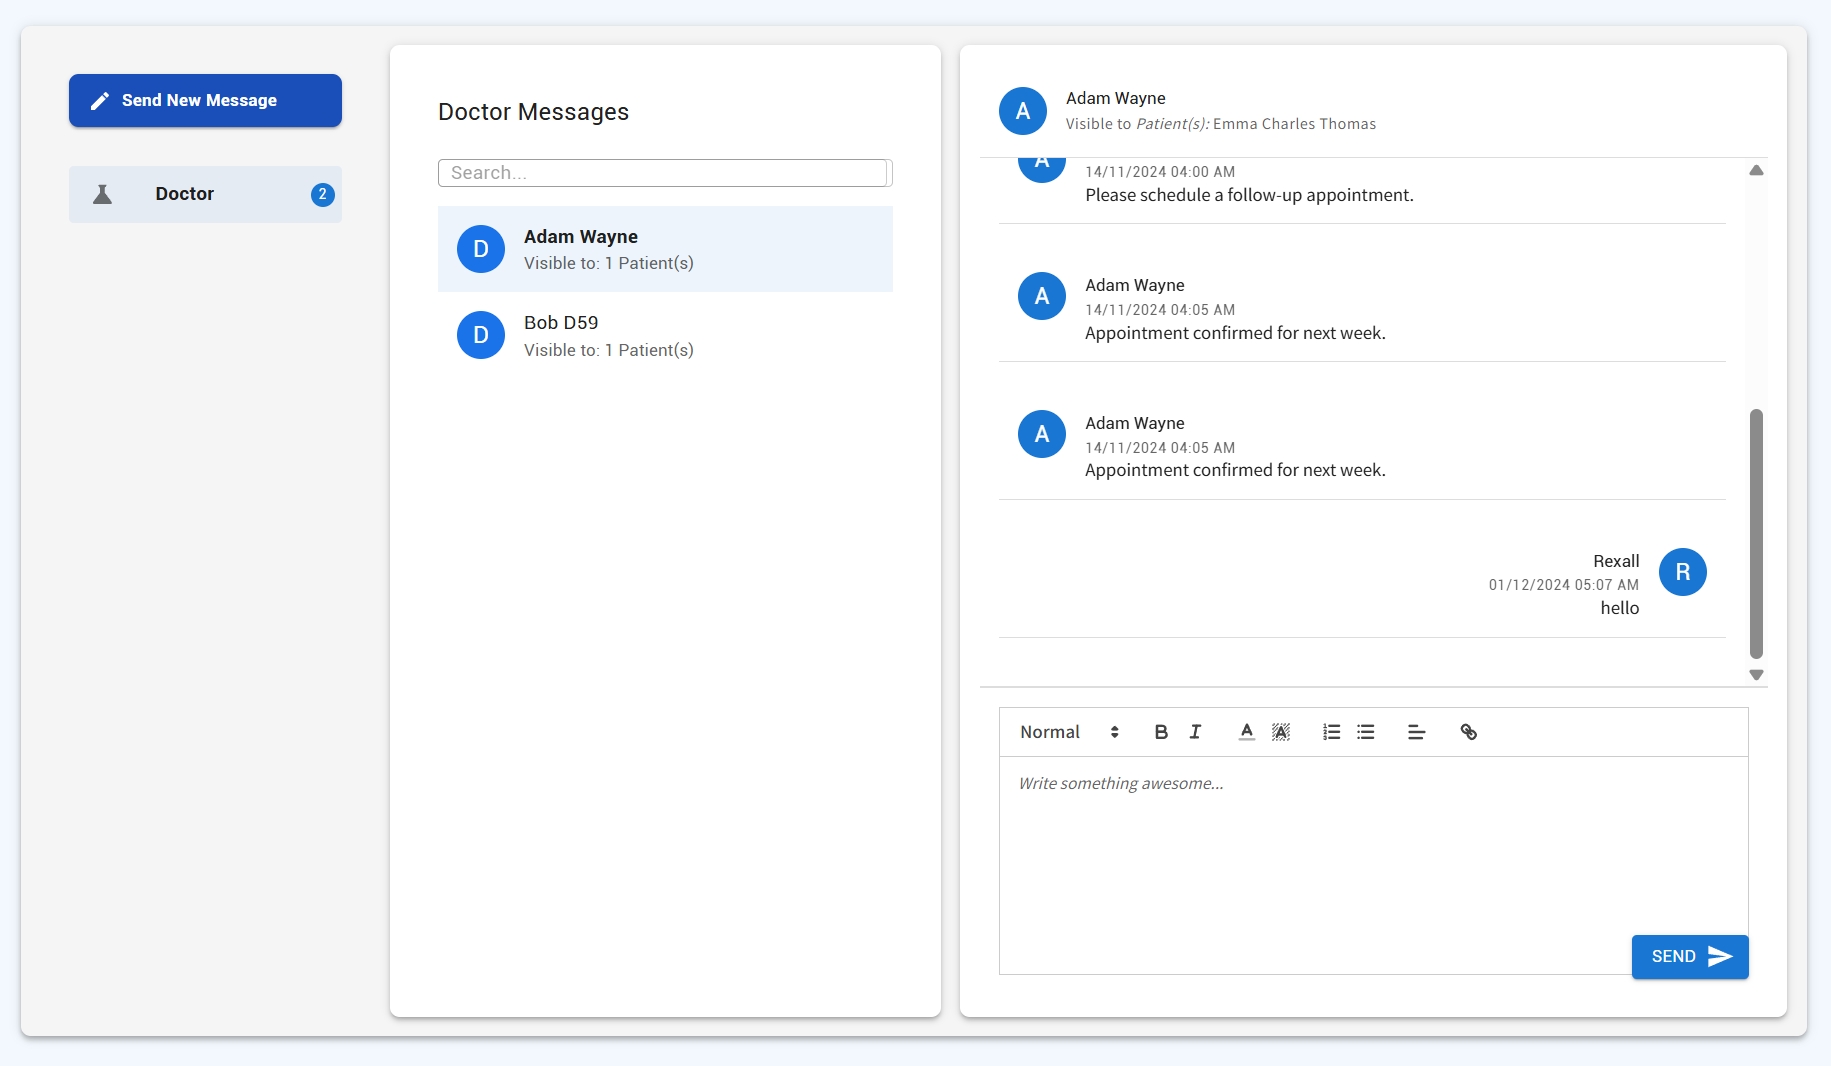 Send New Message
Doctor
2
Doctor Messages
Search...
D
Adam Wayne
Visible to: 1 Patient(s)
D
Bob D59
Visible to: 1 Patient(s)
A
Adam Wayne
Visible to Patient(s): Emma Charles Thomas
A
14/11/2024 04:00 AM
Please schedule a follow-up appointment.
A
Adam Wayne
14/11/2024 04:05 AM
Appointment confirmed for next week.
A
Adam Wayne
14/11/2024 04:05 AM
Appointment confirmed for next week.
Rexall
R
01/12/2024 05:07 AM
hello
Normal
Write something awesome...
SEND